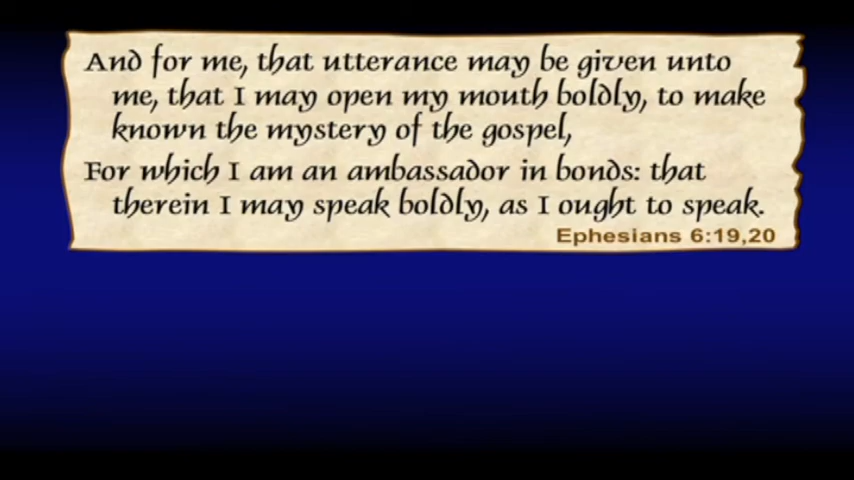 And for me, that utterance may be given unto
me, that I may open my mouth boldly, to make
known the mystery of the gospel,
For which I am an ambassador in bonds: that
therein I may speak boldly, as I ought to speak.
Ephesians 6:19,20